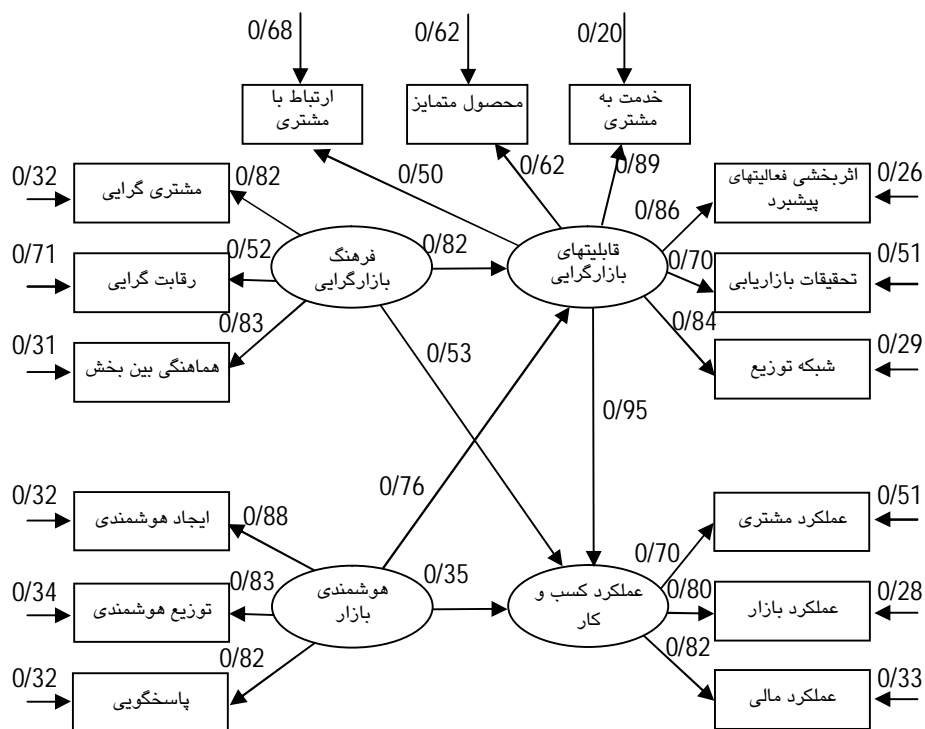 0/68
0/62
0/20
ارتباط با
مشتری
محصول متمایز
خدمت به
مشتری
0/32
مشتری گرایی
0/82
0/50
0/62
0/89
0/86
اثربخشی فعالیتهای
پیشبرد
0/26
0/71
رقابت گرایی
0/52
فرهنگ
بازارگرایی
0/82
قابلیتهای
بازارگرایی
0/70
تحقیقات بازاریابی
0/51
0/31
هماهنگی بین بخش
0/83
0/53
0/84
شبکه توزیع
0/29
0/95
0/76
0/32
ایجاد هوشمندی
0/88
عملکرد مشتری
0/51
0/70
0/34
توزیع هوشمندی
0/83
هوشمندی
بازار
0/35
عملکرد کسب و
کار
0/80
عملکرد بازار
0/28
0/32
پاسخگویی
0/82
0/82
عملکرد مالی
0/33